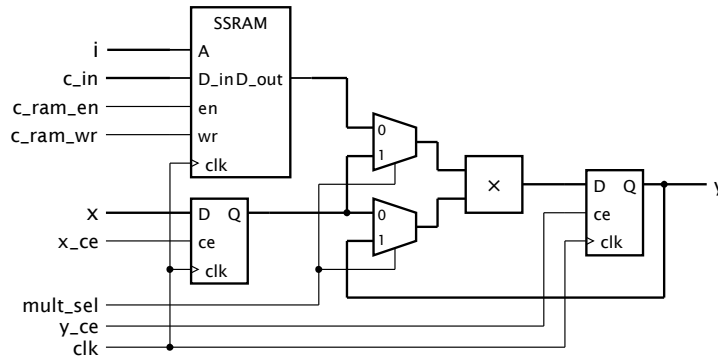 SSRAM
i
A
c_in
D_in D_out
c_ram_en
en
c_ram_wr
wr
clk
0
1
x
D Q
x_ce
ce
clk
0
1
×
D Q
ce
clk
y
mult_sel
y_ce
clk